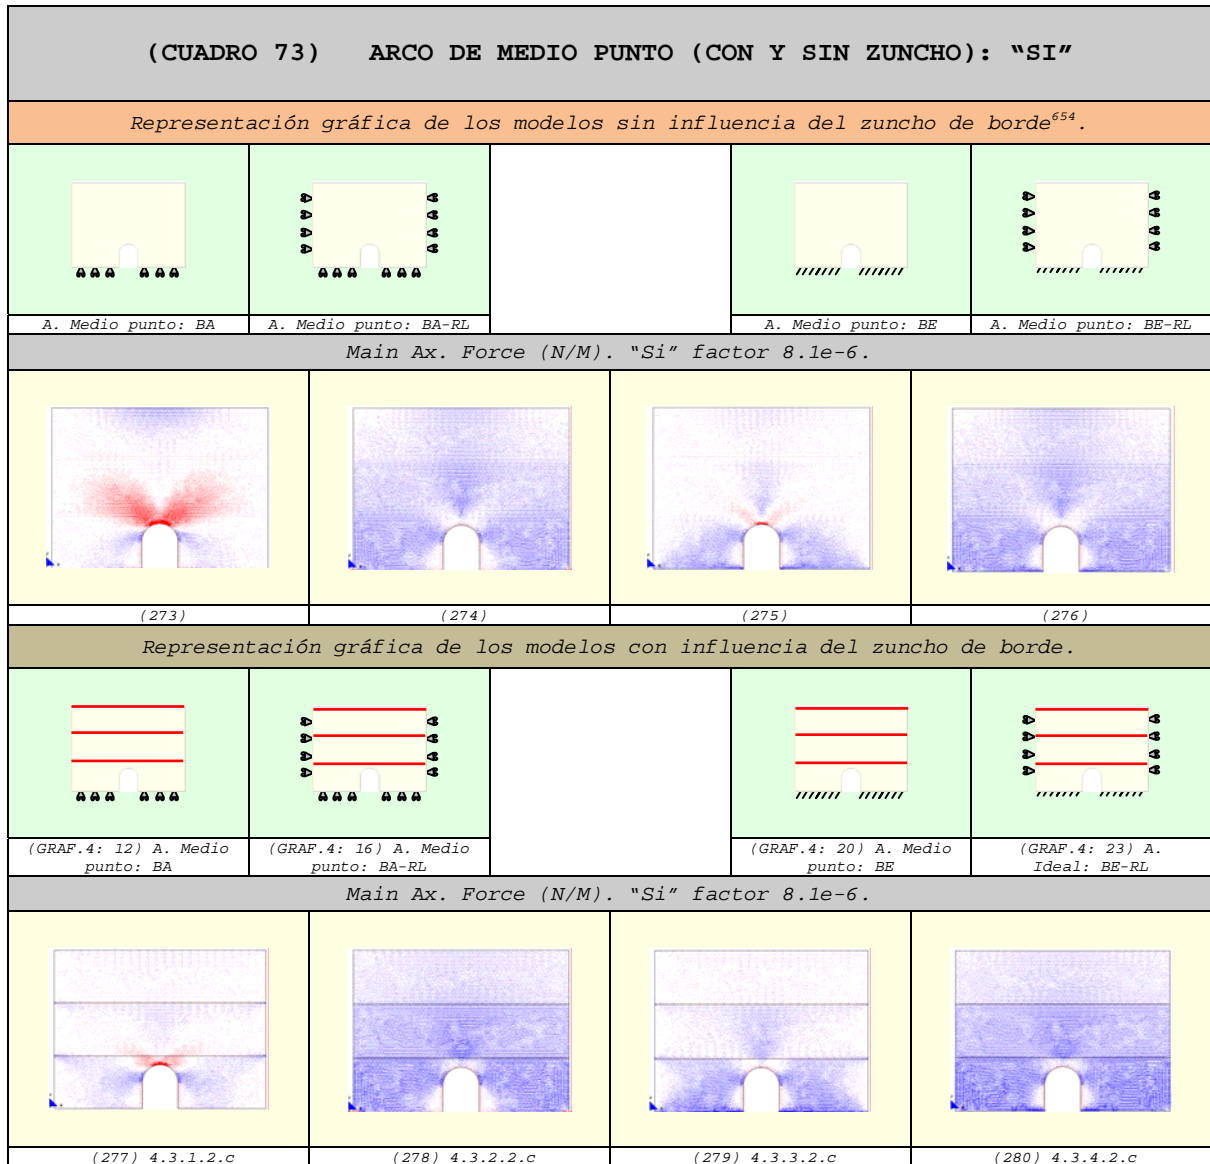 (CUADRO 73) ARCO DE MEDIO PUNTO (CON Y SIN ZUNCHO): “SI”
Representación gráfica de los modelos sin influencia del zuncho de borde654.
A. Medio punto: BA
A. Medio punto: BA-RL
A. Medio punto: BE
A. Medio punto: BE-RL
Main Ax. Force (N/M). “Si” factor 8.1e-6.
(273)
(274)
(275)
(276)
Representación gráfica de los modelos con influencia del zuncho de borde.
(GRAF.4: 12) A. Medio
punto: BA
(GRAF.4: 16) A. Medio
punto: BA-RL
(GRAF.4: 20) A. Medio
punto: BE
(GRAF.4: 23) A.
Ideal: BE-RL
Main Ax. Force (N/M). “Si” factor 8.1e-6.
(277) 4.3.1.2.c
(278) 4.3.2.2.c
(279) 4.3.3.2.c
(280) 4.3.4.2.c